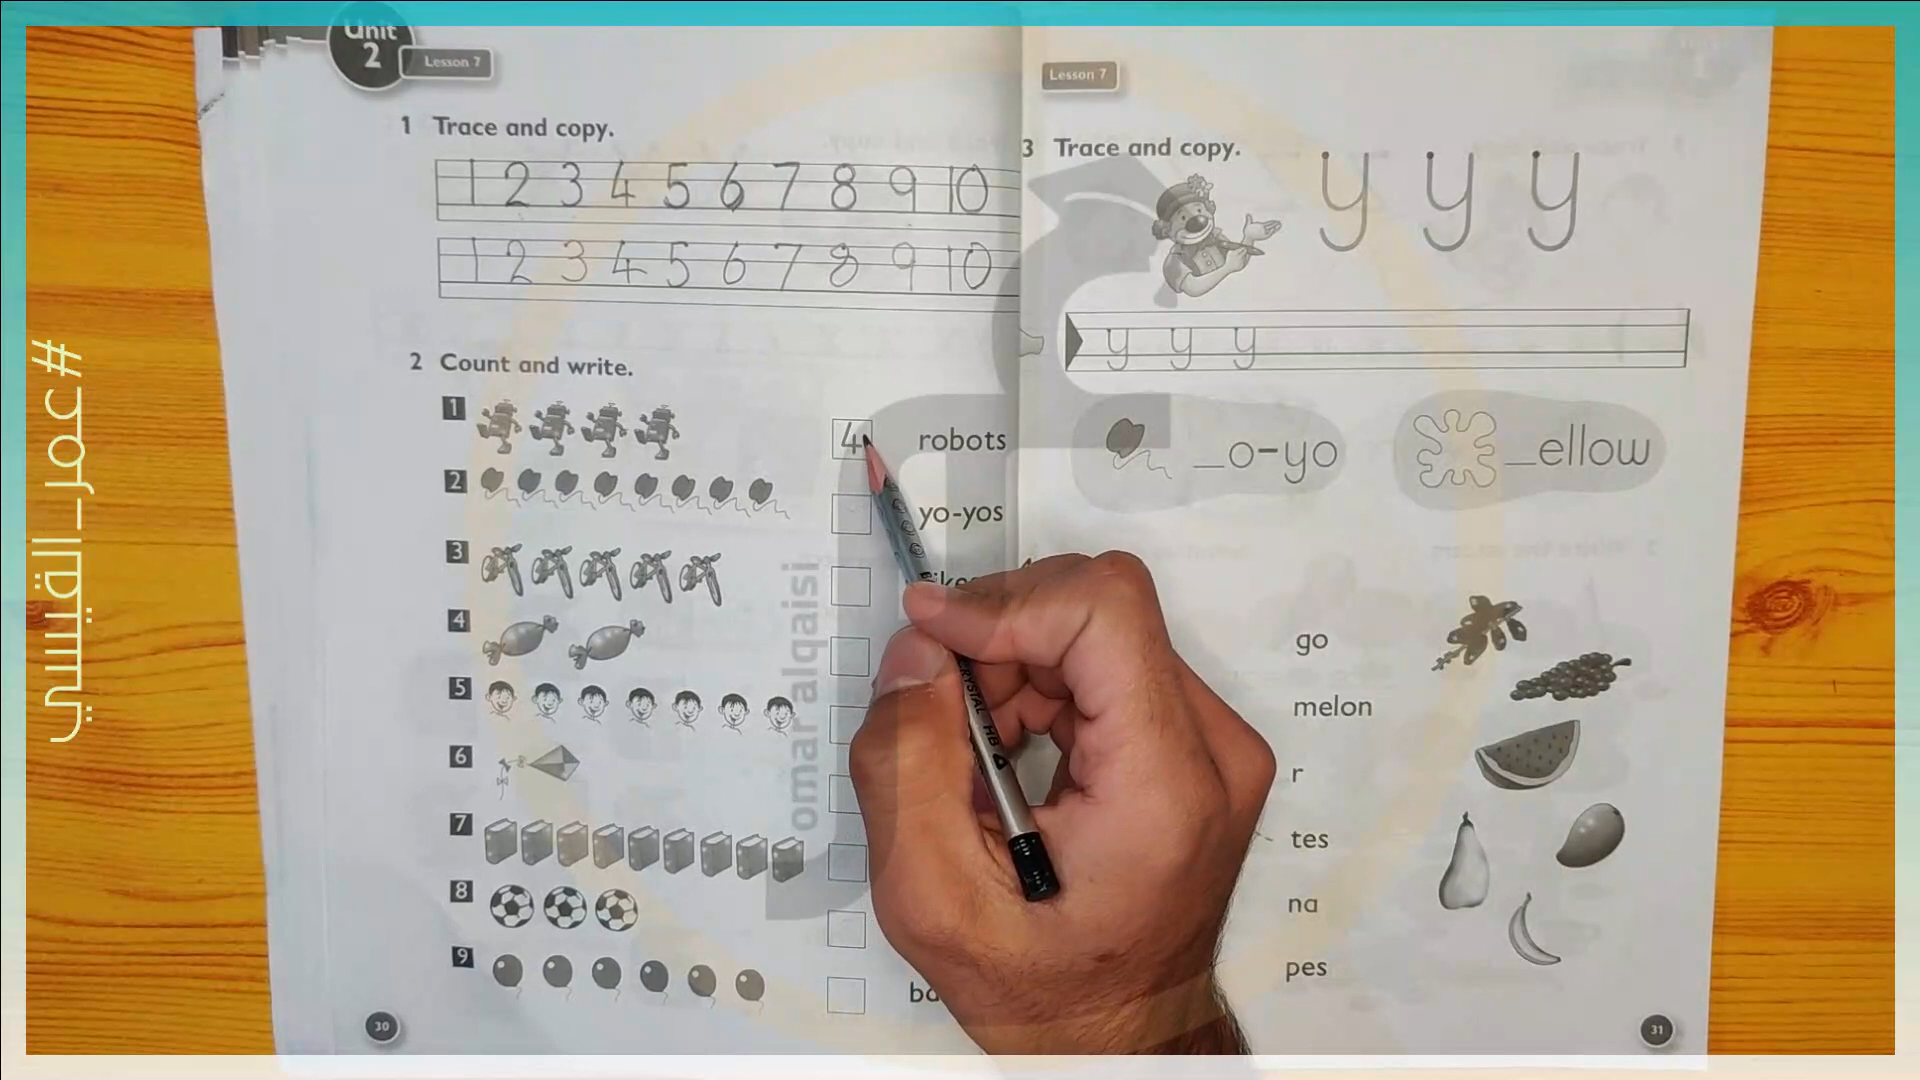 Unit
2
Lesson 7
1 Trace and copy.
1 2 3 4 5 6 7 8 9 10
1 2 3 4 5 6 7 8 9 10
2 Count and write.
1 4 robots
2 yo-yos
3
4
5
6
7
8
9
30
Lesson 7
3 Trace and copy.
y y y
y y y
_o-yo _ellow
go
melon
r
tes
na
pes
31
CRYSTAL HB
omar alqaisi
#عمر_القيسي